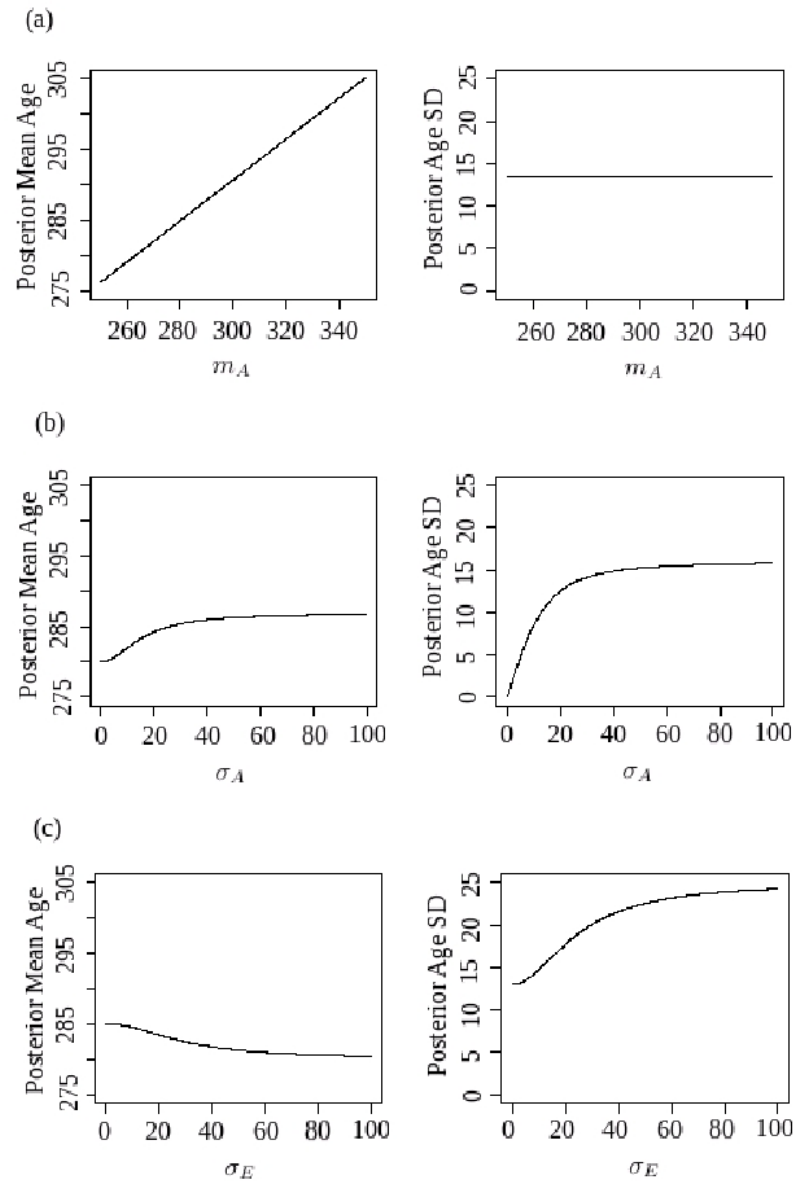 (a)
Posterior Mean Age
275 285 295 305
260 280 300 320 340
m_A
Posterior Age SD
0 5 10 15 20 25
260 280 300 320 340
m_A
(b)
Posterior Mean Age
275 285 295 305
0 20 40 60 80 100
σ_A
Posterior Age SD
0 5 10 15 20 25
0 20 40 60 80 100
σ_A
(c)
Posterior Mean Age
275 285 295 305
0 20 40 60 80 100
σ_E
Posterior Age SD
0 5 10 15 20 25
0 20 40 60 80 100
σ_E